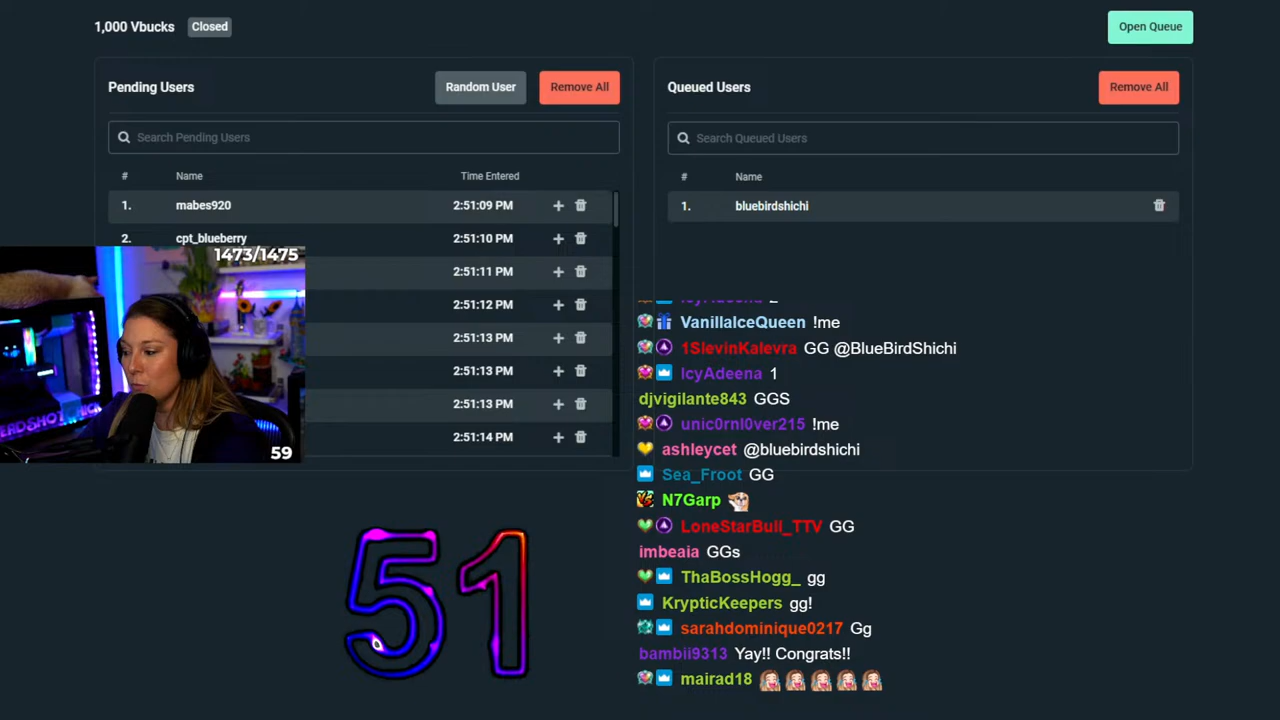 1,000 Vbucks Closed
Open Queue
Pending Users
Random User
Remove All
Search Pending Users
# Name Time Entered
1. mabes920 2:51:09 PM
2. cpt_blueberry 2:51:10 PM
2:51:11 PM
2:51:12 PM
2:51:13 PM
2:51:13 PM
2:51:13 PM
2:51:14 PM
1473/1475
59
51
Queued Users
Remove All
Search Queued Users
# Name
1. bluebirdshichi
VanillaIceQueen !me
1SlevinKalevra GG @BlueBirdShichi
IcyAdeena 1
djvigilante843 GGS
unic0rnl0ver215 !me
ashleycet @bluebirdshichi
Sea_Froot GG
N7Garp
LoneStarBull_TTV GG
imbeaia GGs
ThaBossHogg_ gg
KrypticKeepers gg!
sarahdominique0217 Gg
bambii9313 Yay!! Congrats!!
mairad18